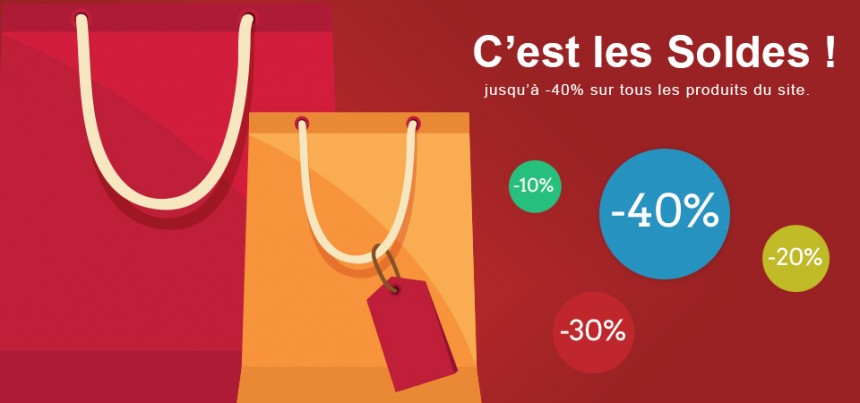 C’est les Soldes !
jusqu’à -40% sur tous les produits du site.
-10%
-40%
-20%
-30%